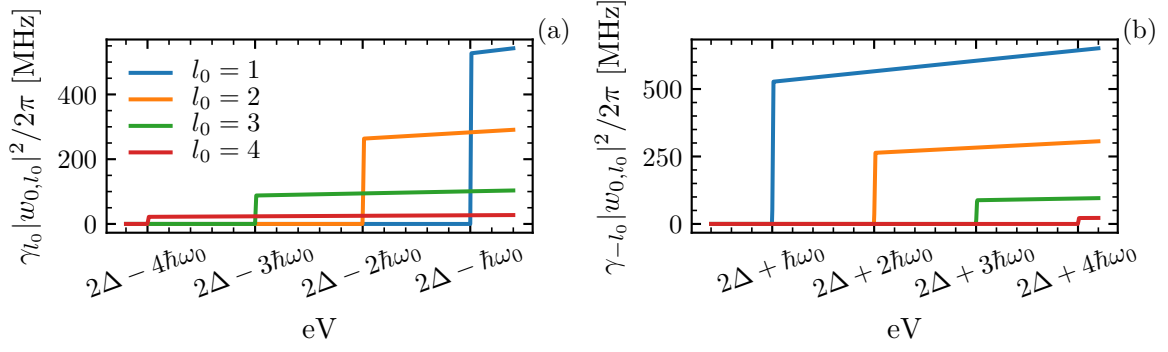 (a)
γ_{l_0}|w_{0,l_0}|^2/2π [MHz]
400
200
0
l_0 = 1
l_0 = 2
l_0 = 3
l_0 = 4
2Δ − 4ħω_0
2Δ − 3ħω_0
2Δ − 2ħω_0
2Δ − ħω_0
eV
(b)
γ_{−l_0}|w_{0,l_0}|^2/2π [MHz]
500
250
0
2Δ + ħω_0
2Δ + 2ħω_0
2Δ + 3ħω_0
2Δ + 4ħω_0
eV